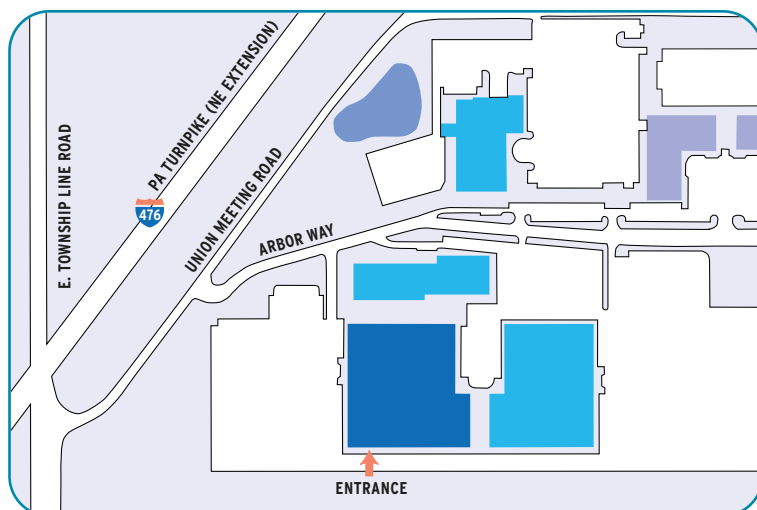 E. TOWNSHIP LINE ROAD
PA TURNPIKE (NE EXTENSION)
476
UNION MEETING ROAD
ARBOR WAY
ENTRANCE